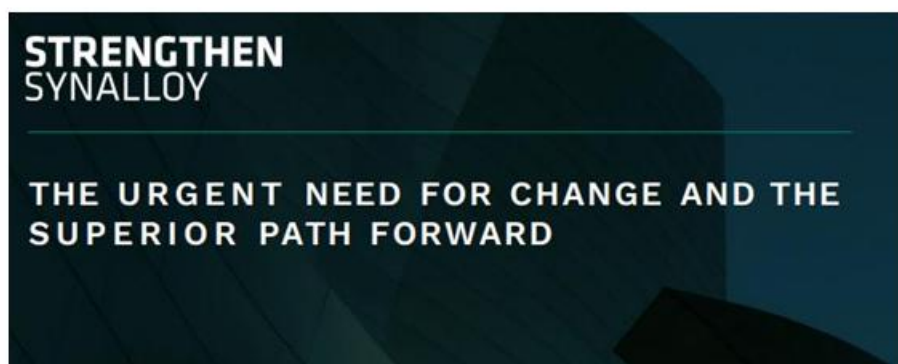 STRENGTHEN
SYNALLOY
THE URGENT NEED FOR CHANGE AND THE
SUPERIOR PATH FORWARD